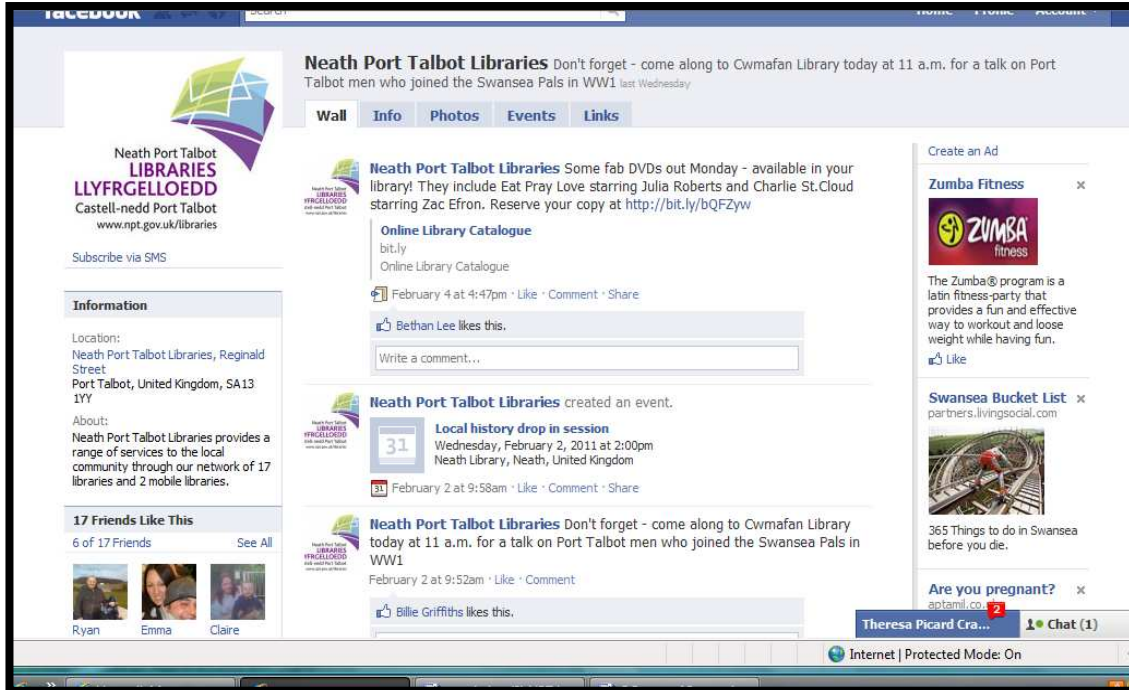 facebook
Search
Home Profile Account
Neath Port Talbot Libraries Don't forget - come along to Cwmafan Library today at 11 a.m. for a talk on Port
Talbot men who joined the Swansea Pals in WW1 last Wednesday
Wall Info Photos Events Links
Neath Port Talbot
LIBRARIES
LLYFRGELLOEDD
Castell-nedd Port Talbot
www.npt.gov.uk/libraries
Subscribe via SMS
Information
Location:
Neath Port Talbot Libraries, Reginald
Street
Port Talbot, United Kingdom, SA13
1YY
About:
Neath Port Talbot Libraries provides a
range of services to the local
community through our network of 17
libraries and 2 mobile libraries.
17 Friends Like This
6 of 17 Friends See All
Ryan Emma Claire
Neath Port Talbot Libraries Some fab DVDs out Monday - available in your
library! They include Eat Pray Love starring Julia Roberts and Charlie St.Cloud
starring Zac Efron. Reserve your copy at http://bit.ly/bQFZyw
Online Library Catalogue
bit.ly
Online Library Catalogue
February 4 at 4:47pm · Like · Comment · Share
Bethan Lee likes this.
Write a comment...
Neath Port Talbot Libraries created an event.
31
Local history drop in session
Wednesday, February 2, 2011 at 2:00pm
Neath Library, Neath, United Kingdom
31 February 2 at 9:58am · Like · Comment · Share
Neath Port Talbot Libraries Don't forget - come along to Cwmafan Library
today at 11 a.m. for a talk on Port Talbot men who joined the Swansea Pals in
WW1
February 2 at 9:52am · Like · Comment
Billie Griffiths likes this.
Create an Ad
Zumba Fitness
ZUMBA
fitness
The Zumba® program is a
latin fitness-party that
provides a fun and effective
way to workout and loose
weight while having fun.
Like
Swansea Bucket List
partners.livingsocial.com
365 Things to do in Swansea
before you die.
Are you pregnant?
2
Theresa Picard Cra... Chat (1)
Internet | Protected Mode: On